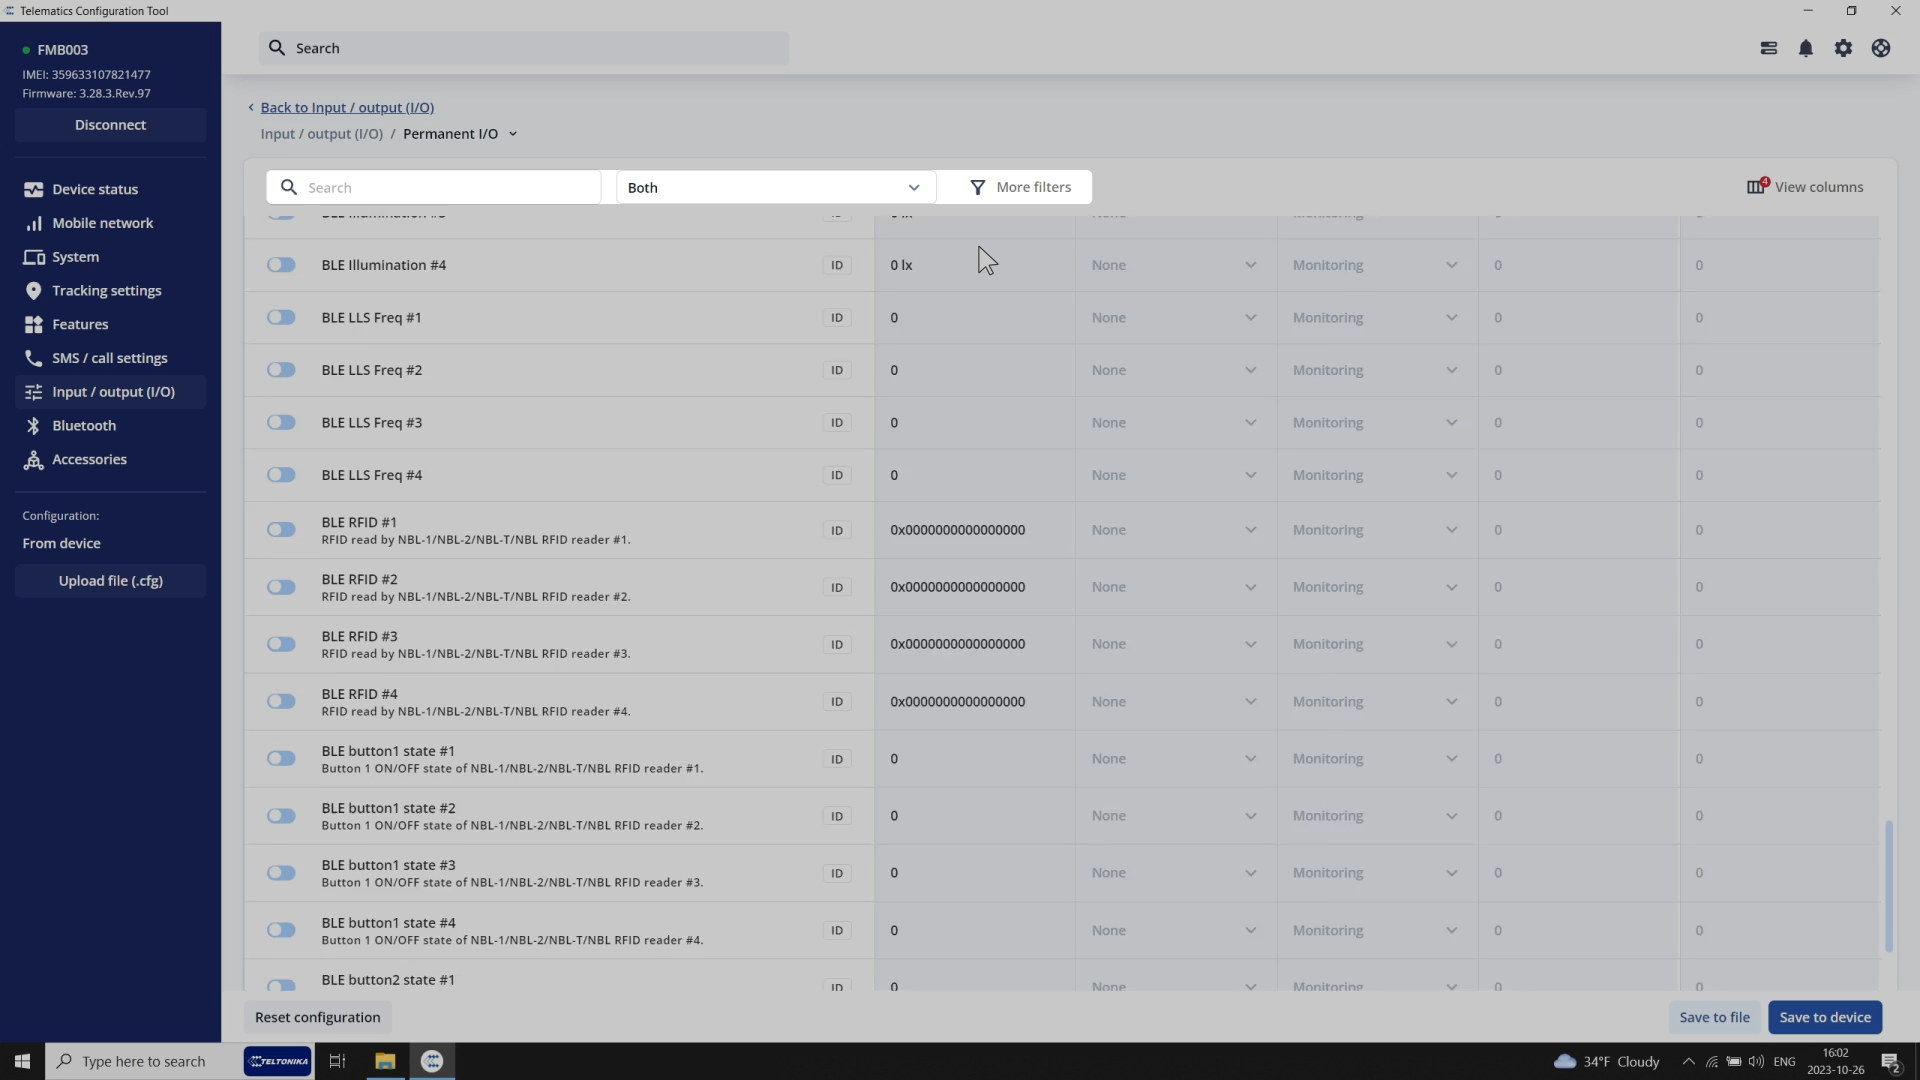 Telematics Configuration Tool
FMB003
IMEI: 359633107821477
Firmware: 3.28.3.Rev.97
Disconnect
Device status
Mobile network
System
Tracking settings
Features
SMS / call settings
Input / output (I/O)
Bluetooth
Accessories
Configuration:
From device
Upload file (.cfg)
Search
Back to Input / output (I/O)
Input / output (I/O) / Permanent I/O
Search Both More filters 4 View columns
BLE Illumination #4 ID 0 lx None Monitoring 0 0
BLE LLS Freq #1 ID 0 None Monitoring 0 0
BLE LLS Freq #2 ID 0 None Monitoring 0 0
BLE LLS Freq #3 ID 0 None Monitoring 0 0
BLE LLS Freq #4 ID 0 None Monitoring 0 0
BLE RFID #1 ID 0x0000000000000000 None Monitoring 0 0
RFID read by NBL-1/NBL-2/NBL-T/NBL RFID reader #1.
BLE RFID #2 ID 0x0000000000000000 None Monitoring 0 0
RFID read by NBL-1/NBL-2/NBL-T/NBL RFID reader #2.
BLE RFID #3 ID 0x0000000000000000 None Monitoring 0 0
RFID read by NBL-1/NBL-2/NBL-T/NBL RFID reader #3.
BLE RFID #4 ID 0x0000000000000000 None Monitoring 0 0
RFID read by NBL-1/NBL-2/NBL-T/NBL RFID reader #4.
BLE button1 state #1 ID 0 None Monitoring 0 0
Button 1 ON/OFF state of NBL-1/NBL-2/NBL-T/NBL RFID reader #1.
BLE button1 state #2 ID 0 None Monitoring 0 0
Button 1 ON/OFF state of NBL-1/NBL-2/NBL-T/NBL RFID reader #2.
BLE button1 state #3 ID 0 None Monitoring 0 0
Button 1 ON/OFF state of NBL-1/NBL-2/NBL-T/NBL RFID reader #3.
BLE button1 state #4 ID 0 None Monitoring 0 0
Button 1 ON/OFF state of NBL-1/NBL-2/NBL-T/NBL RFID reader #4.
BLE button2 state #1 ID 0 None Monitoring 0 0
Reset configuration Save to file Save to device
Type here to search TELTONIKA 34°F Cloudy ENG 16:02
2023-10-26 2